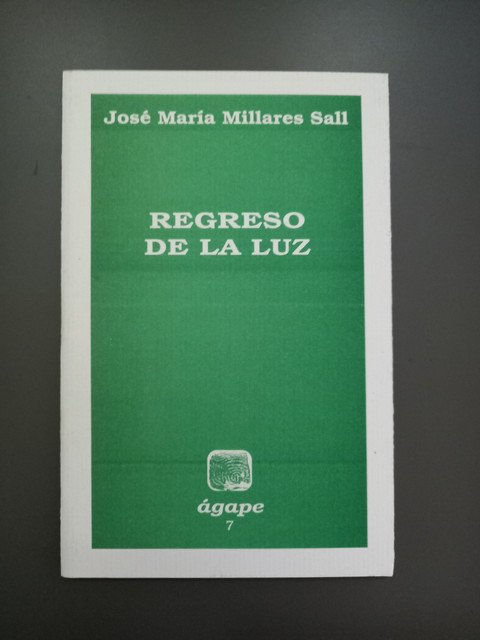 José María Millares Sall
REGRESO
DE LA LUZ
ágape
7